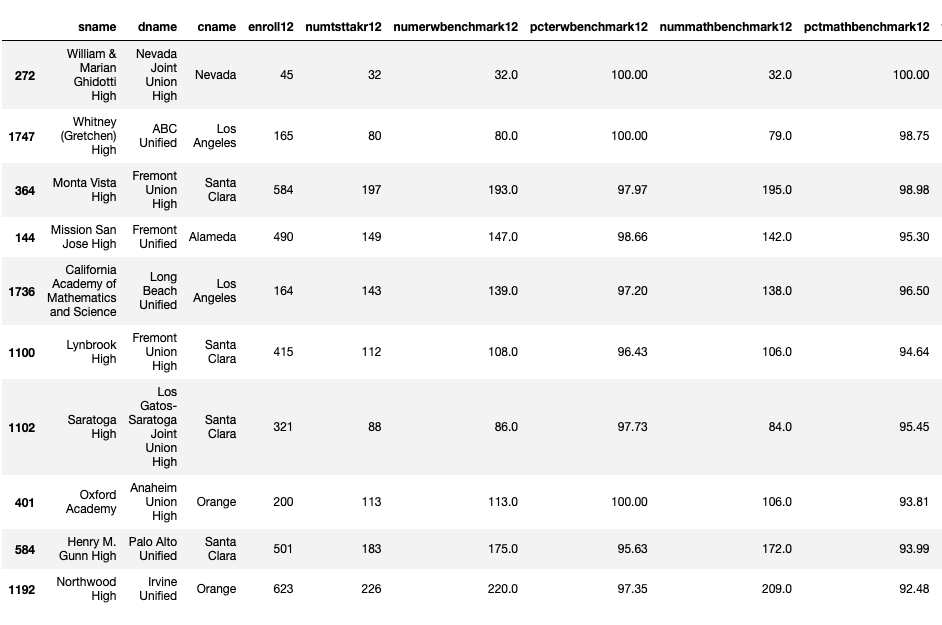 sname dname cname enroll12 numtsttakr12 numerwbenchmark12 pcterwbenchmark12 nummathbenchmark12 pctmathbenchmark12
272 William & Marian Ghidotti High Nevada Joint Union High Nevada 45 32 32.0 100.00 32.0 100.00
1747 Whitney (Gretchen) High ABC Unified Los Angeles 165 80 80.0 100.00 79.0 98.75
364 Monta Vista High Fremont Union High Santa Clara 584 197 193.0 97.97 195.0 98.98
144 Mission San Jose High Fremont Unified Alameda 490 149 147.0 98.66 142.0 95.30
1736 California Academy of Mathematics and Science Long Beach Unified Los Angeles 164 143 139.0 97.20 138.0 96.50
1100 Lynbrook High Fremont Union High Santa Clara 415 112 108.0 96.43 106.0 94.64
1102 Saratoga High Los Gatos-Saratoga Joint Union High Santa Clara 321 88 86.0 97.73 84.0 95.45
401 Oxford Academy Anaheim Union High Orange 200 113 113.0 100.00 106.0 93.81
584 Henry M. Gunn High Palo Alto Unified Santa Clara 501 183 175.0 95.63 172.0 93.99
1192 Northwood High Irvine Unified Orange 623 226 220.0 97.35 209.0 92.48